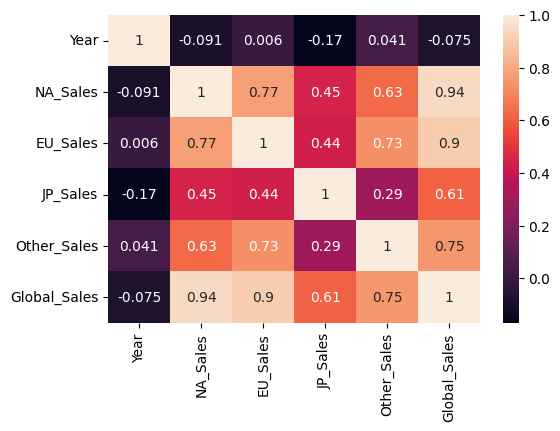 Year 1 -0.091 0.006 -0.17 0.041 -0.075
NA_Sales -0.091 1 0.77 0.45 0.63 0.94
EU_Sales 0.006 0.77 1 0.44 0.73 0.9
JP_Sales -0.17 0.45 0.44 1 0.29 0.61
Other_Sales 0.041 0.63 0.73 0.29 1 0.75
Global_Sales -0.075 0.94 0.9 0.61 0.75 1
Year NA_Sales EU_Sales JP_Sales Other_Sales Global_Sales
1.0
0.8
0.6
0.4
0.2
0.0